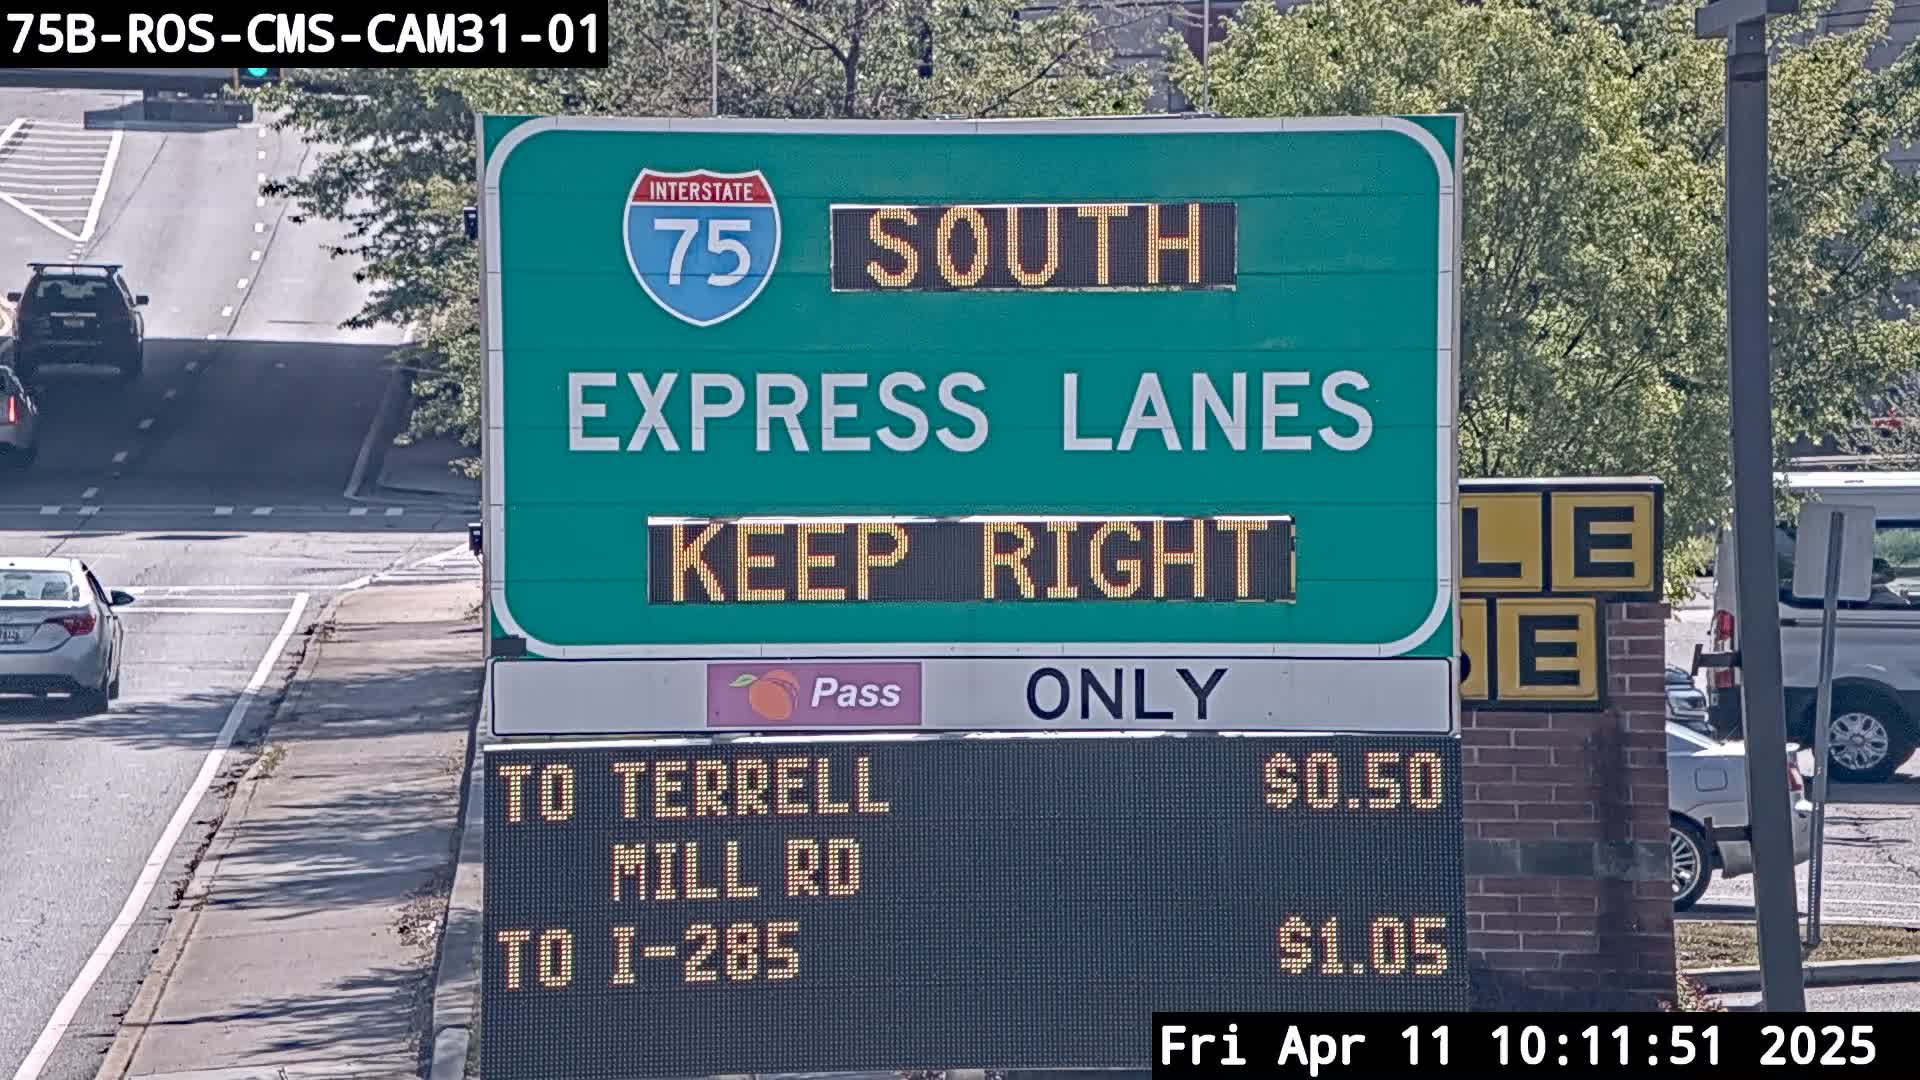 75B-ROS-CMS-CAM31-01
INTERSTATE
75
SOUTH
EXPRESS LANES
KEEP RIGHT
LE
E
Pass ONLY
TO TERRELL $0.50
MILL RD
TO I-285 $1.05
Fri Apr 11 10:11:51 2025